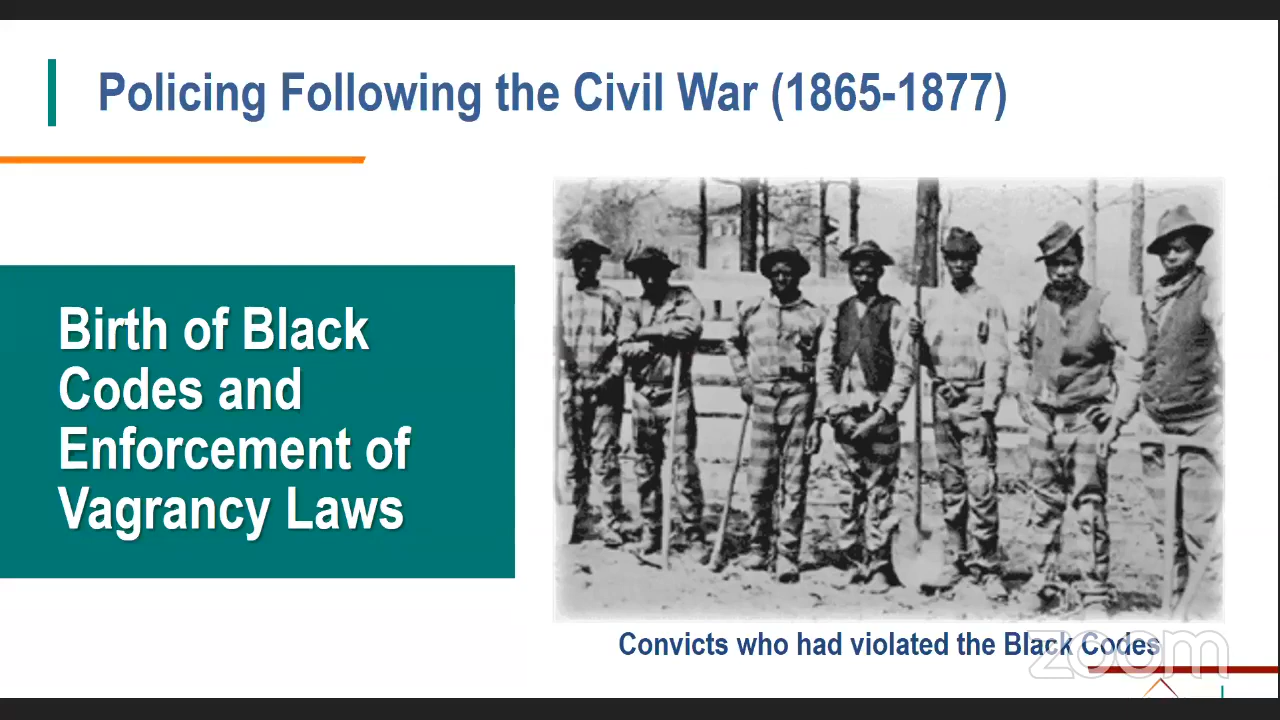 Policing Following the Civil War (1865-1877)
Birth of Black
Codes and
Enforcement of
Vagrancy Laws
Convicts who had violated the Black Codes
zoom